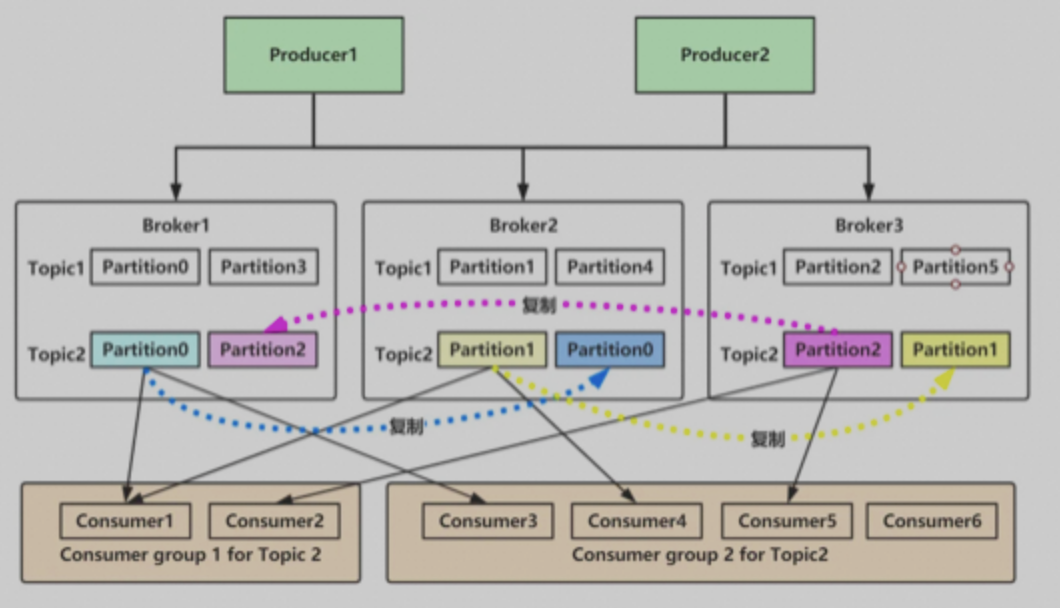 Producer1 Producer2
Broker1 Broker2 Broker3
Topic1 Partition0 Partition3 Topic1 Partition1 Partition4 Topic1 Partition2 Partition5
复制
Topic2 Partition0 Partition2 Topic2 Partition1 Partition0 Topic2 Partition2 Partition1
复制 复制
Consumer1 Consumer2 Consumer3 Consumer4 Consumer5 Consumer6
Consumer group 1 for Topic 2 Consumer group 2 for Topic2